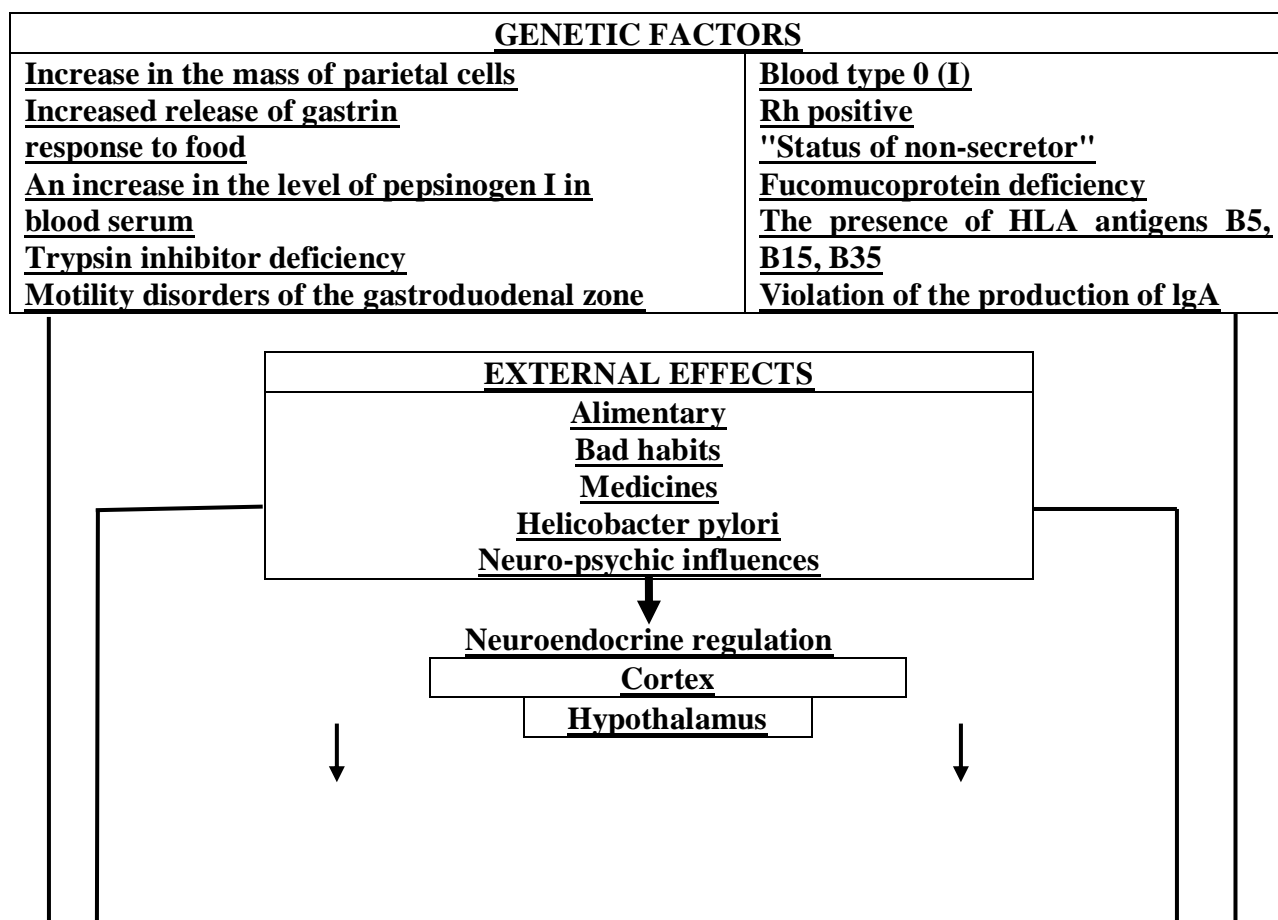 GENETIC FACTORS
Increase in the mass of parietal cells
Increased release of gastrin
response to food
An increase in the level of pepsinogen I in
blood serum
Trypsin inhibitor deficiency
Motility disorders of the gastroduodenal zone
Blood type 0 (I)
Rh positive
"Status of non-secretor"
Fucomucoprotein deficiency
The presence of HLA antigens B5,
B15, B35
Violation of the production of lgA
EXTERNAL EFFECTS
Alimentary
Bad habits
Medicines
Helicobacter pylori
Neuro-psychic influences
Neuroendocrine regulation
Cortex
Hypothalamus